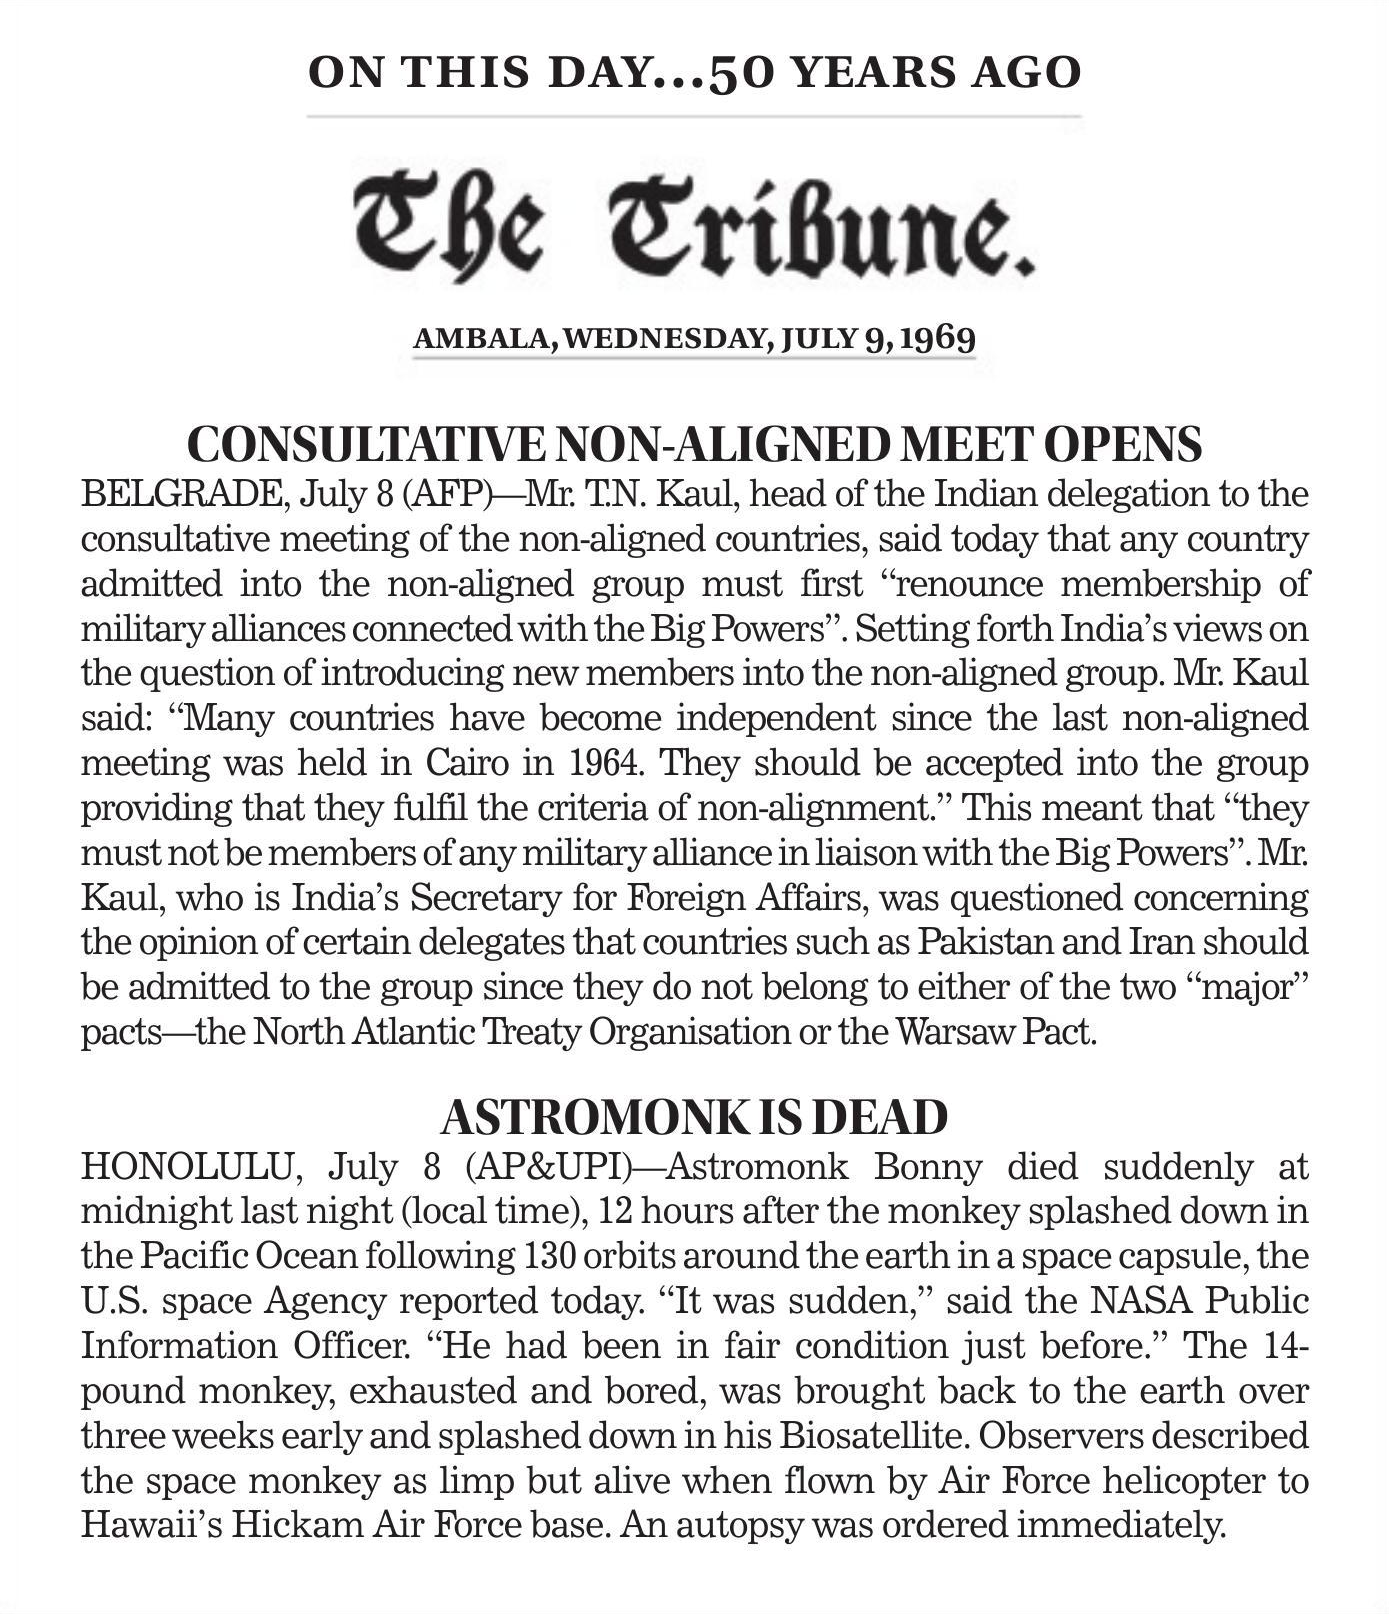 ON THIS DAY...50 YEARS AGO
The Tribune.
AMBALA, WEDNESDAY, JULY 9, 1969
CONSULTATIVE NON-ALIGNED MEET OPENS
BELGRADE, July 8 (AFP)—Mr. T.N. Kaul, head of the Indian delegation to the
consultative meeting of the non-aligned countries, said today that any country
admitted into the non-aligned group must first “renounce membership of
military alliances connected with the Big Powers”. Setting forth India’s views on
the question of introducing new members into the non-aligned group. Mr. Kaul
said: “Many countries have become independent since the last non-aligned
meeting was held in Cairo in 1964. They should be accepted into the group
providing that they fulfil the criteria of non-alignment.” This meant that “they
must not be members of any military alliance in liaison with the Big Powers”. Mr.
Kaul, who is India’s Secretary for Foreign Affairs, was questioned concerning
the opinion of certain delegates that countries such as Pakistan and Iran should
be admitted to the group since they do not belong to either of the two “major”
pacts—the North Atlantic Treaty Organisation or the Warsaw Pact.
ASTROMONK IS DEAD
HONOLULU, July 8 (AP&UPI)—Astromonk Bonny died suddenly at
midnight last night (local time), 12 hours after the monkey splashed down in
the Pacific Ocean following 130 orbits around the earth in a space capsule, the
U.S. space Agency reported today. “It was sudden,” said the NASA Public
Information Officer. “He had been in fair condition just before.” The 14-
pound monkey, exhausted and bored, was brought back to the earth over
three weeks early and splashed down in his Biosatellite. Observers described
the space monkey as limp but alive when flown by Air Force helicopter to
Hawaii’s Hickam Air Force base. An autopsy was ordered immediately.